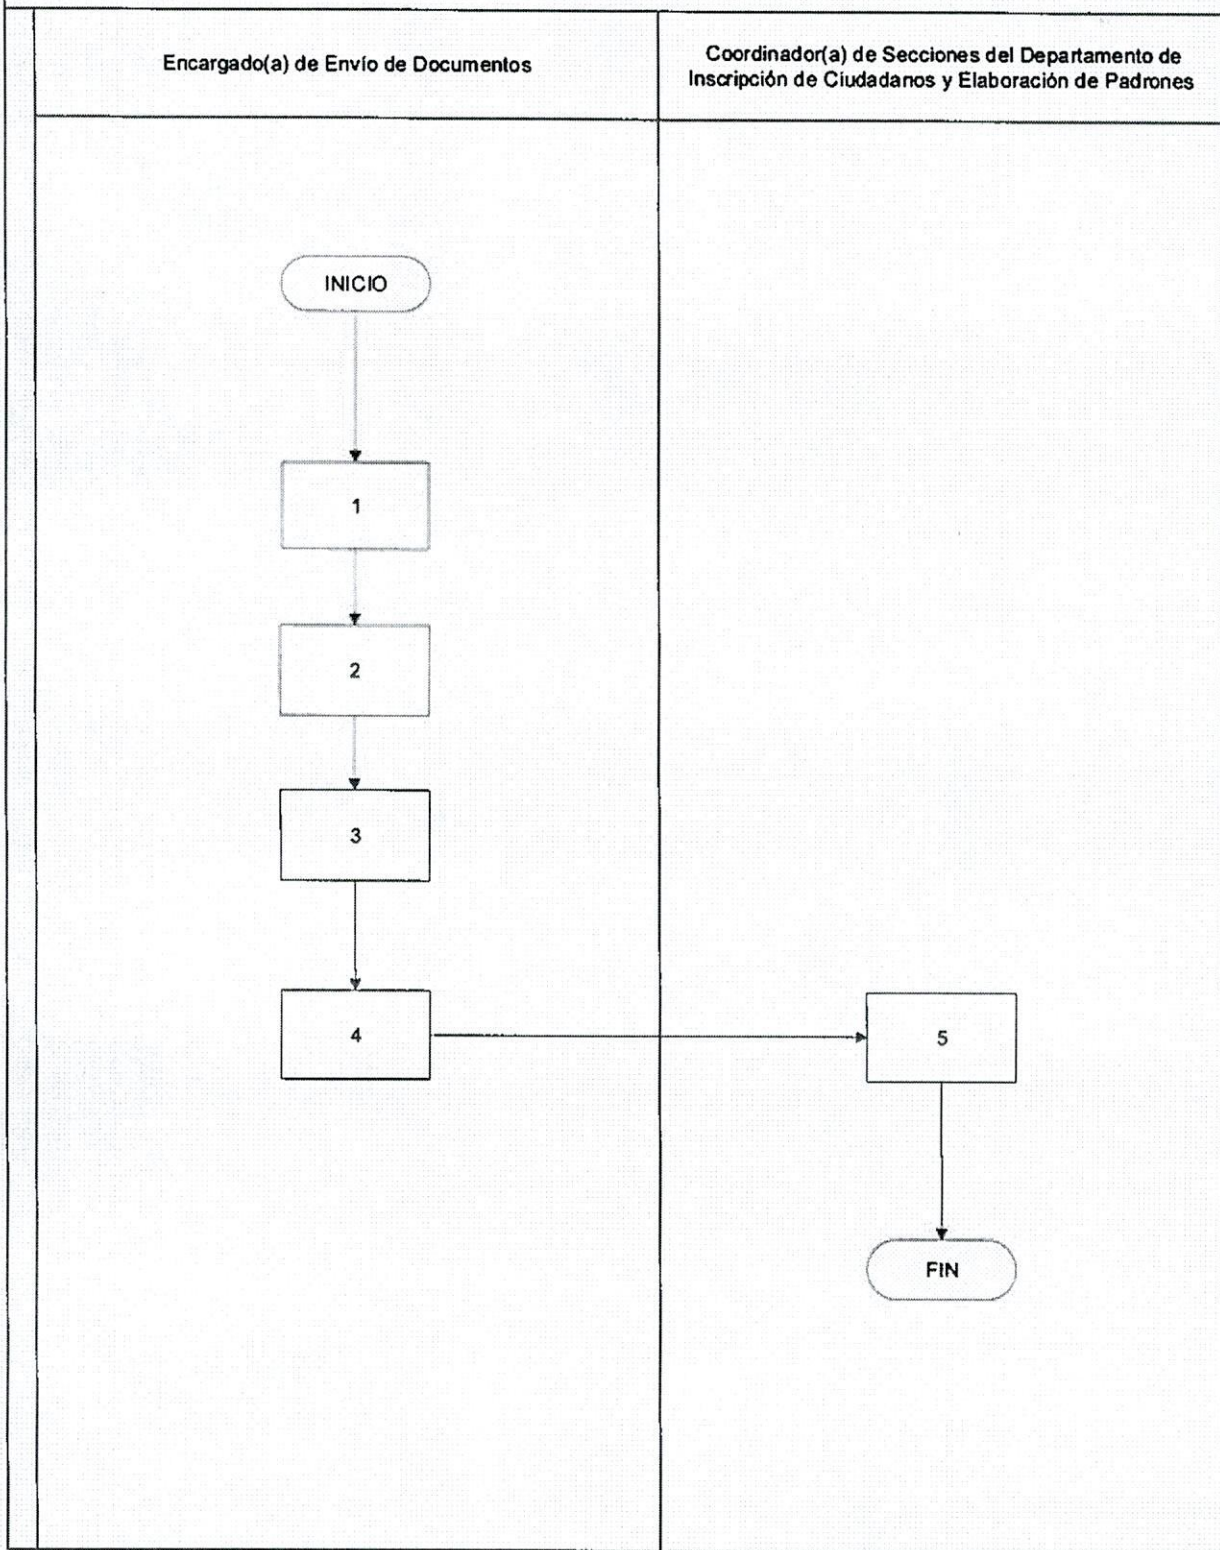 Encargado(a) de Envío de Documentos
Coordinador(a) de Secciones del Departamento de
Inscripción de Ciudadanos y Elaboración de Padrones
INICIO
1
2
3
4
5
FIN